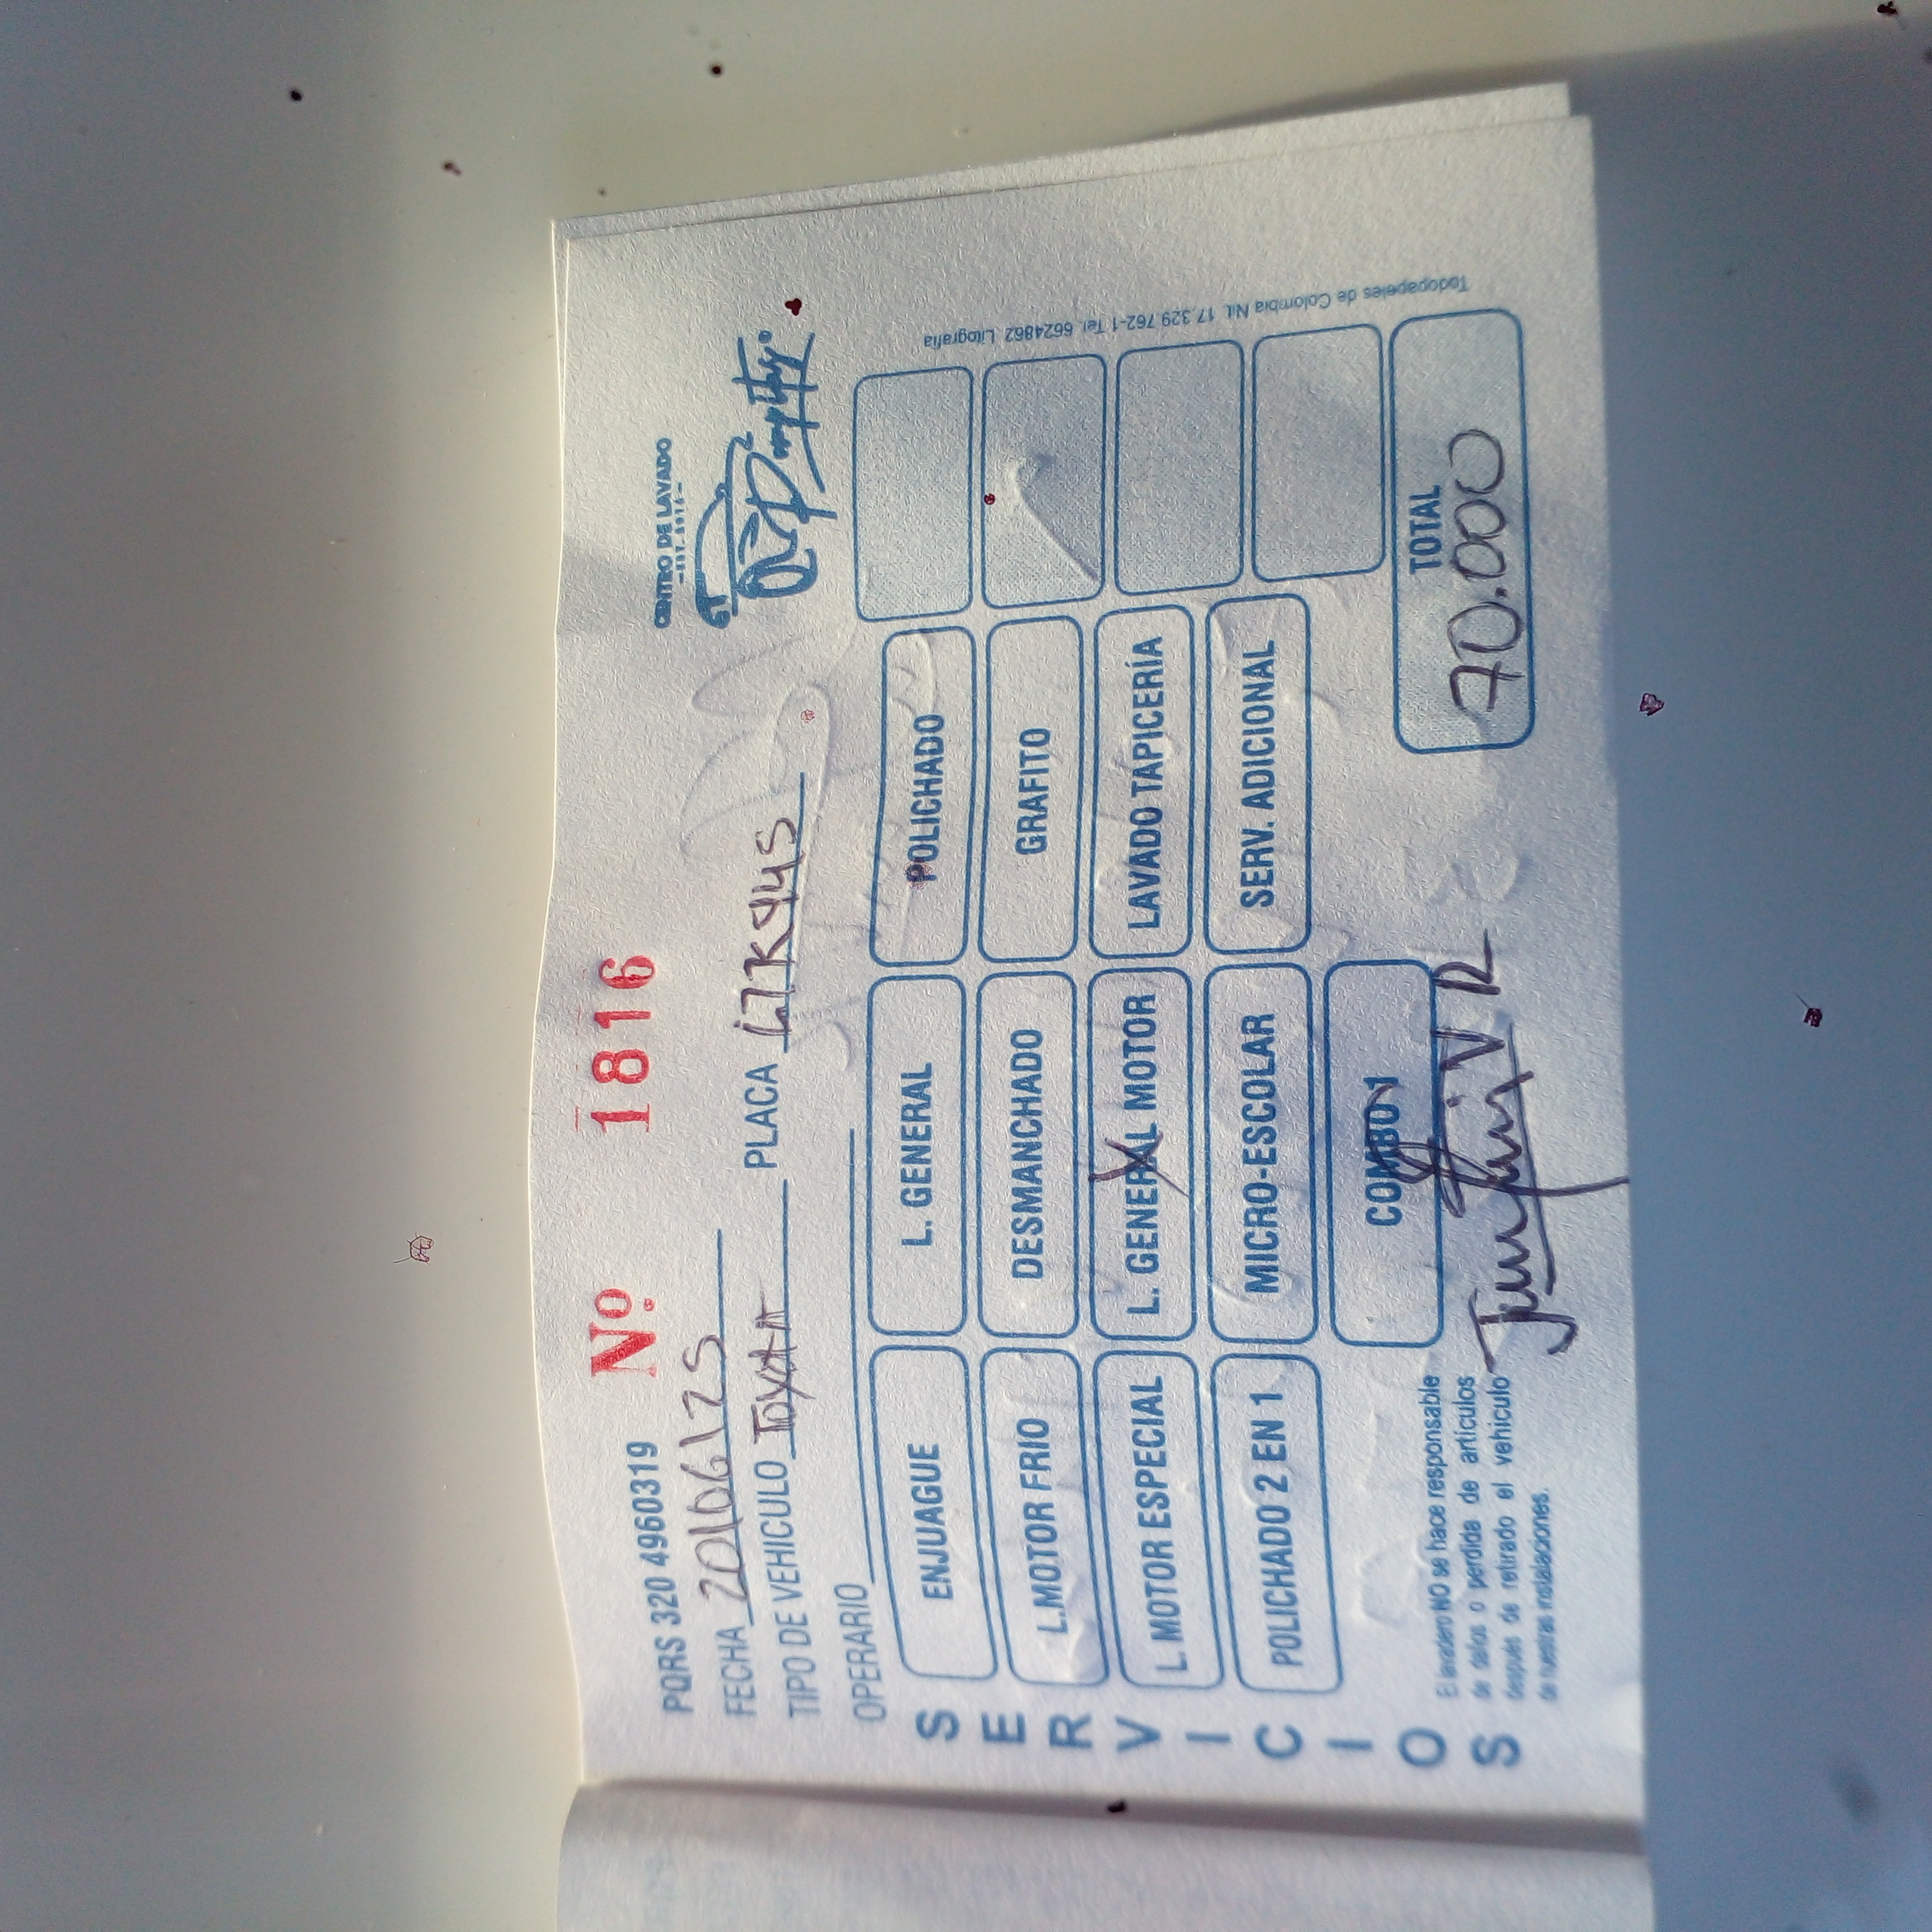 Nº 1816
CENTRO DE LAVADO
PQRS 320 4960319
FECHA 20106125
TIPO DE VEHICULO PLACA
OPERARIO
SERVICIOS
ENJUAGUE L. GENERAL POLICHADO
L.MOTOR FRIO DESMANCHADO GRAFITO
L. MOTOR ESPECIAL L. GENERAL MOTOR LAVADO TAPICERÍA
POLICHADO 2 EN 1 MICRO-ESCOLAR SERV. ADICIONAL
COMBO 1
TOTAL
70.000
El lavadero NO se hace responsable
de daños o perdida de artículos
después de retirado el vehículo
de nuestras instalaciones.
Todopapeles de Colombia Nit. 17.329.762-1 Tel. 6624862 Litografía